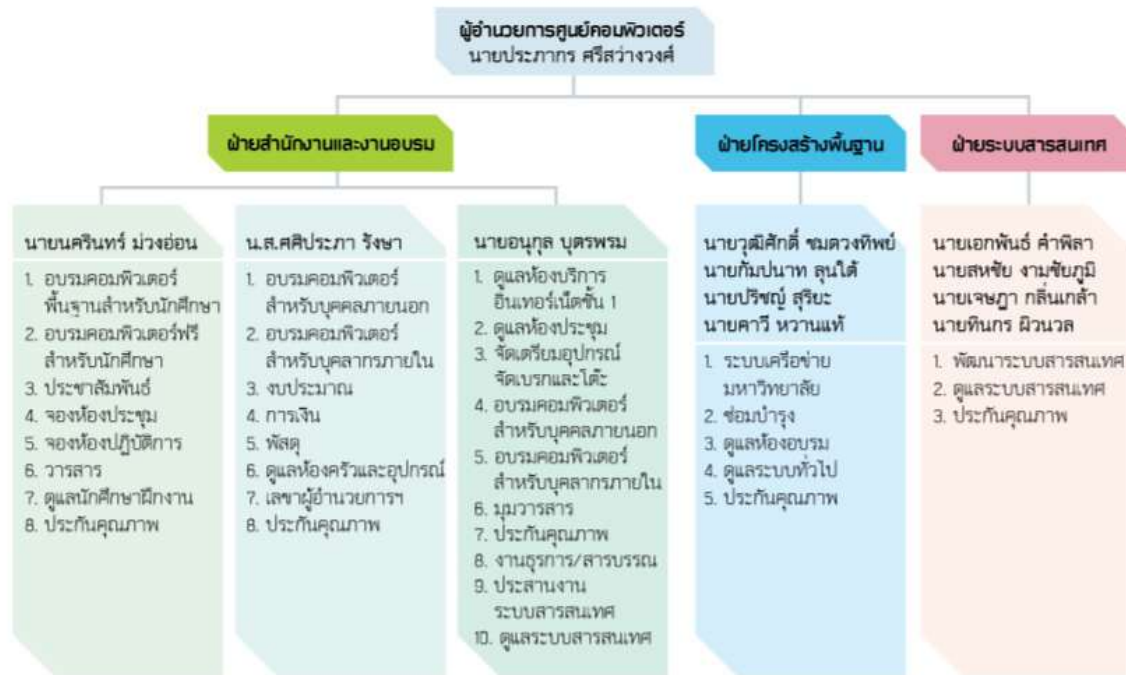 ผู้อำนวยการศูนย์คอมพิวเตอร์
นายประภากร ศรีสว่างวงศ์
ฝ่ายสำนักงานและงานอบรม
ฝ่ายโครงสร้างพื้นฐาน
ฝ่ายระบบสารสนเทศ
นายนครินทร์ ม่วงอ่อน
1. อบรมคอมพิวเตอร์
พื้นฐานสำหรับนักศึกษา
2. อบรมคอมพิวเตอร์ฟรี
สำหรับนักศึกษา
3. ประชาสัมพันธ์
4. จองห้องประชุม
5. จองห้องปฏิบัติการ
6. วารสาร
7. ดูแลนักศึกษาฝึกงาน
8. ประกันคุณภาพ
น.ส.ศศิประภา รังษา
1. อบรมคอมพิวเตอร์
สำหรับบุคคลภายนอก
2. อบรมคอมพิวเตอร์
สำหรับบุคลากรภายใน
3. งบประมาณ
4. การเงิน
5. พัสดุ
6. ดูแลห้องครัวและอุปกรณ์
7. เลขาผู้อำนวยการฯ
8. ประกันคุณภาพ
นายอนุกุล บุตรพรม
1. ดูแลห้องบริการ
อินเทอร์เน็ตชั้น 1
2. ดูแลห้องประชุม
3. จัดเตรียมอุปกรณ์
จัดเบรกและโต๊ะ
4. อบรมคอมพิวเตอร์
สำหรับบุคคลภายนอก
5. อบรมคอมพิวเตอร์
สำหรับบุคลากรภายใน
6. มุมวารสาร
7. ประกันคุณภาพ
8. งานธุรการ/สารบรรณ
9. ประสานงาน
ระบบสารสนเทศ
10. ดูแลระบบสารสนเทศ
นายวุฒิศักดิ์ ชมดวงทิพย์
นายกัมปนาท ลุนใต้
นายปริชญ์ สุริยะ
นายคาวี หวานแท้
1. ระบบเครือข่าย
มหาวิทยาลัย
2. ซ่อมบำรุง
3. ดูแลห้องอบรม
4. ดูแลระบบทั่วไป
5. ประกันคุณภาพ
นายเอกพันธ์ คำพิลา
นายสหชัย งามชัยภูมิ
นายเจษฎา กลิ่นเกล้า
นายทินกร ผิวนวล
1. พัฒนาระบบสารสนเทศ
2. ดูแลระบบสารสนเทศ
3. ประกันคุณภาพ